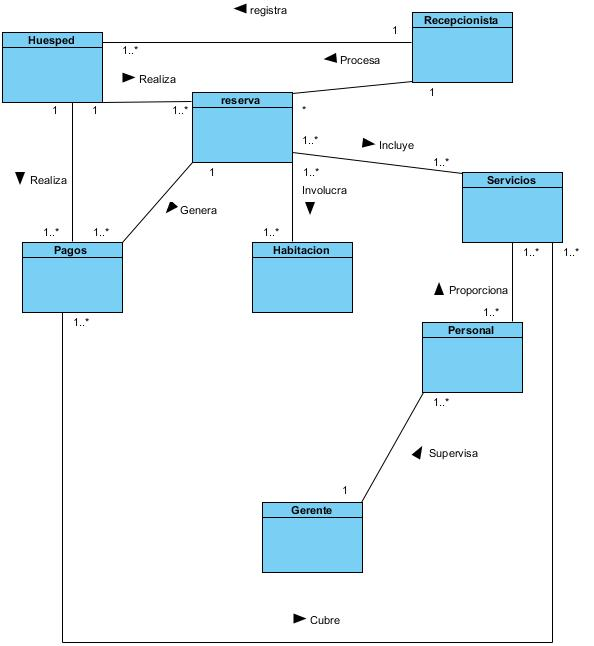 registra
Recepcionista
1
Huesped
1..*
Procesa
Realiza
1
reserva
1
1
1..*
*
1..*
Incluye
1..*
1
1..*
Servicios
Realiza
Involucra
Genera
1..*
1..*
1..*
Pagos
Habitacion
1..*
1..*
Proporciona
1..*
1..*
Personal
1..*
Supervisa
1
Gerente
Cubre